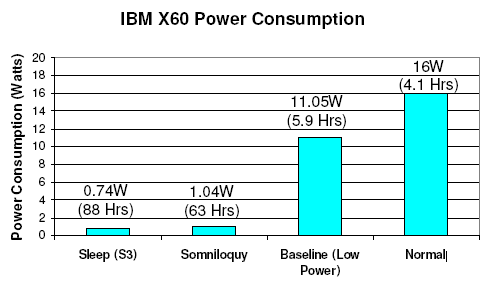 IBM X60 Power Consumption
Power Consumption (Watts)
20
18
16
14
12
10
8
6
4
2
0
0.74W
(88 Hrs)
1.04W
(63 Hrs)
11.05W
(5.9 Hrs)
16W
(4.1 Hrs)
Sleep (S3)
Somniloquy
Baseline (Low
Power)
Normal